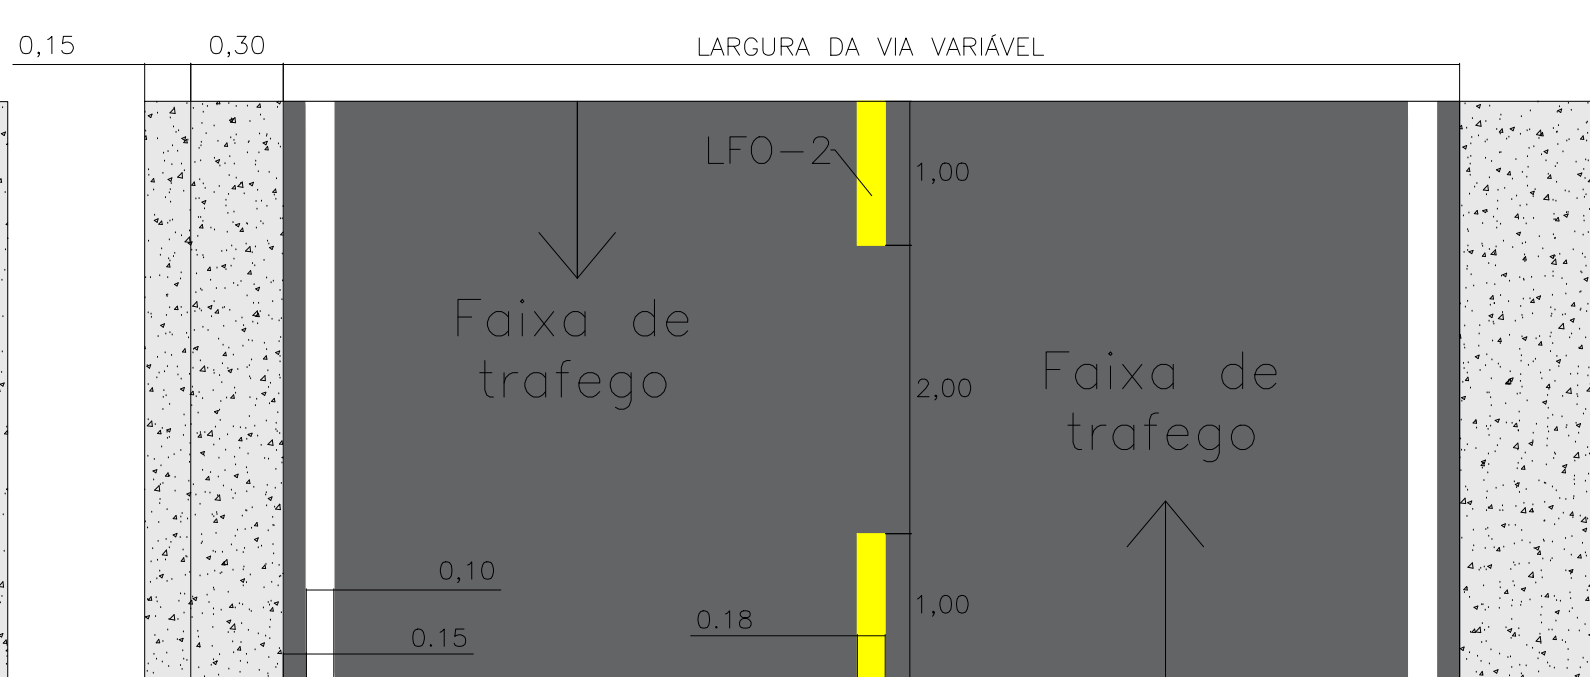 0,15
0,30
LARGURA DA VIA VARIÁVEL
LFO-2
1,00
Faixa de
trafego
2,00
Faixa de
trafego
0,10
1,00
0.18
0.15